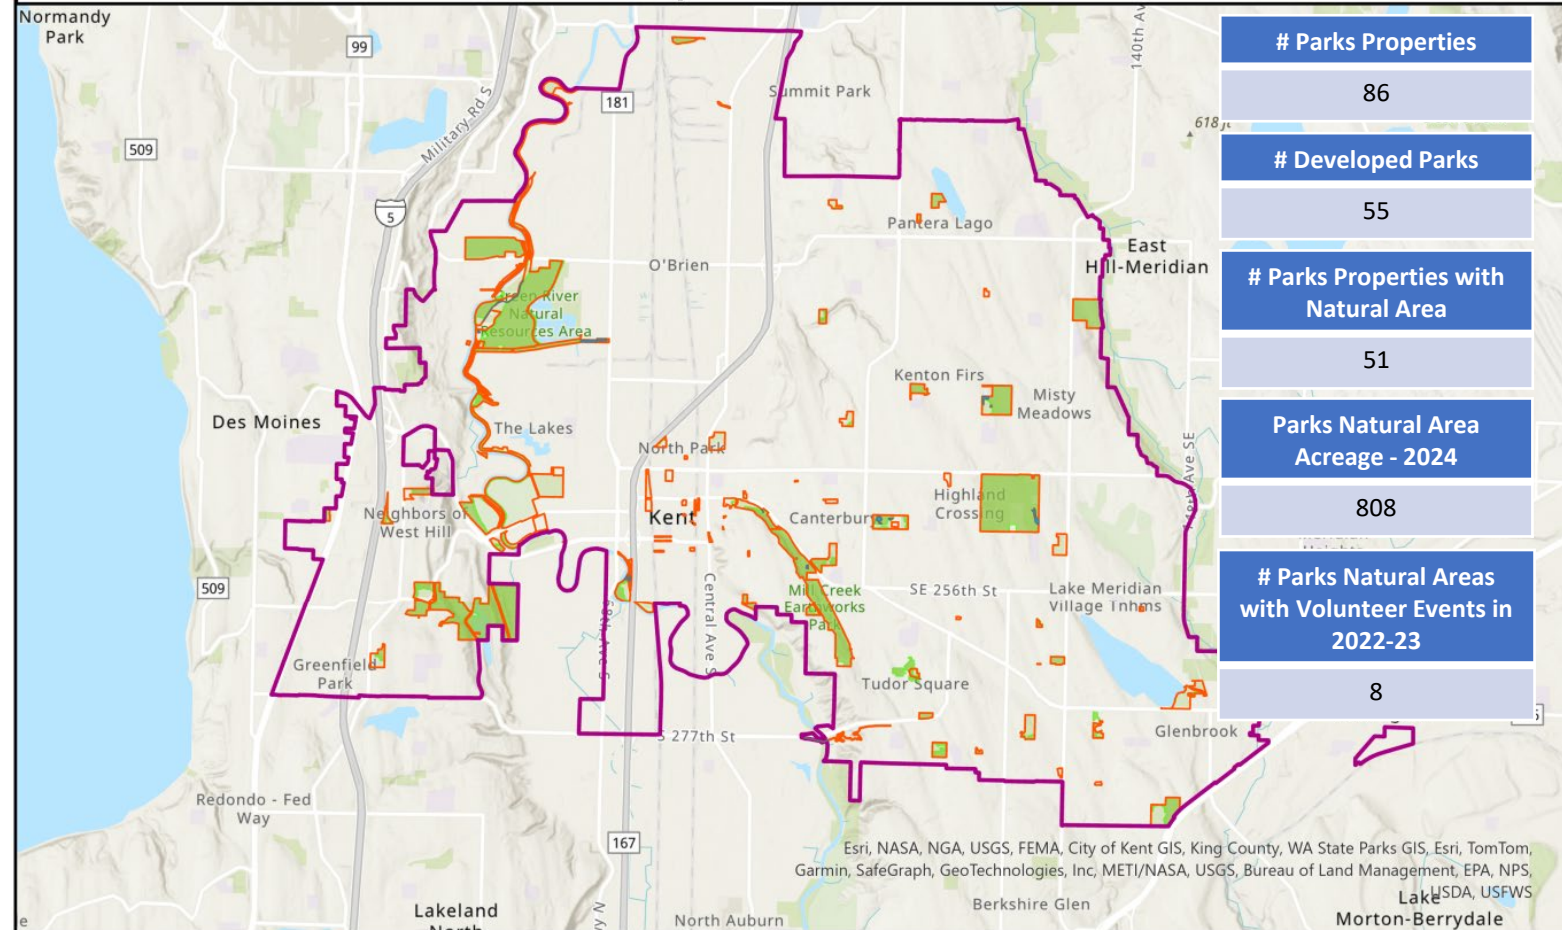 Normandy
Park
99
181
Military Rd S
Summit Park
140th Av
618 ft
509
5
Pantera Lago
East
Hill-Meridian
O'Brien
Green River
Natural
Resources Area
Kenton Firs
Misty
Meadows
Des Moines
The Lakes
North Park
Highland
Crossing
Neighbors of
West Hill
Kent
Canterbury
509
Mill Creek
Earthworks
Park
SE 256th St
Lake Meridian
Village Tnhns
68th Ave S
Central Ave S
Greenfield
Park
Tudor Square
S 277th St
Glenbrook
Redondo - Fed
Way
167
Lakeland
North
North Auburn
Berkshire Glen
Lake
Morton-Berrydale
# Parks Properties
86
# Developed Parks
55
# Parks Properties with
Natural Area
51
Parks Natural Area
Acreage - 2024
808
# Parks Natural Areas
with Volunteer Events in
2022-23
8
Esri, NASA, NGA, USGS, FEMA, City of Kent GIS, King County, WA State Parks GIS, Esri, TomTom,
Garmin, SafeGraph, GeoTechnologies, Inc, METI/NASA, USGS, Bureau of Land Management, EPA, NPS,
USDA, USFWS